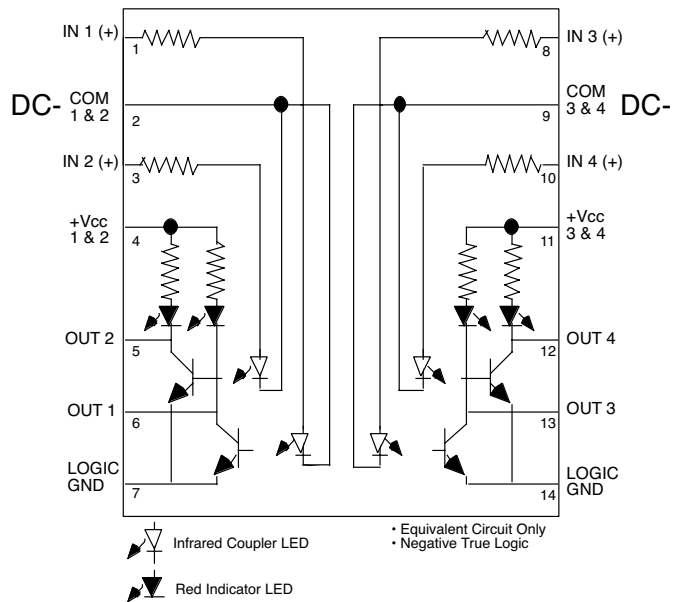 IN 1 (+)
1
IN 3 (+)
8
DC-
COM
1 & 2
2
COM
3 & 4
9
DC-
IN 2 (+)
3
IN 4 (+)
10
+Vcc
1 & 2
4
+Vcc
3 & 4
11
OUT 2
5
OUT 4
12
OUT 1
6
OUT 3
13
LOGIC
GND
7
LOGIC
GND
14
Infrared Coupler LED
• Equivalent Circuit Only
• Negative True Logic
Red Indicator LED